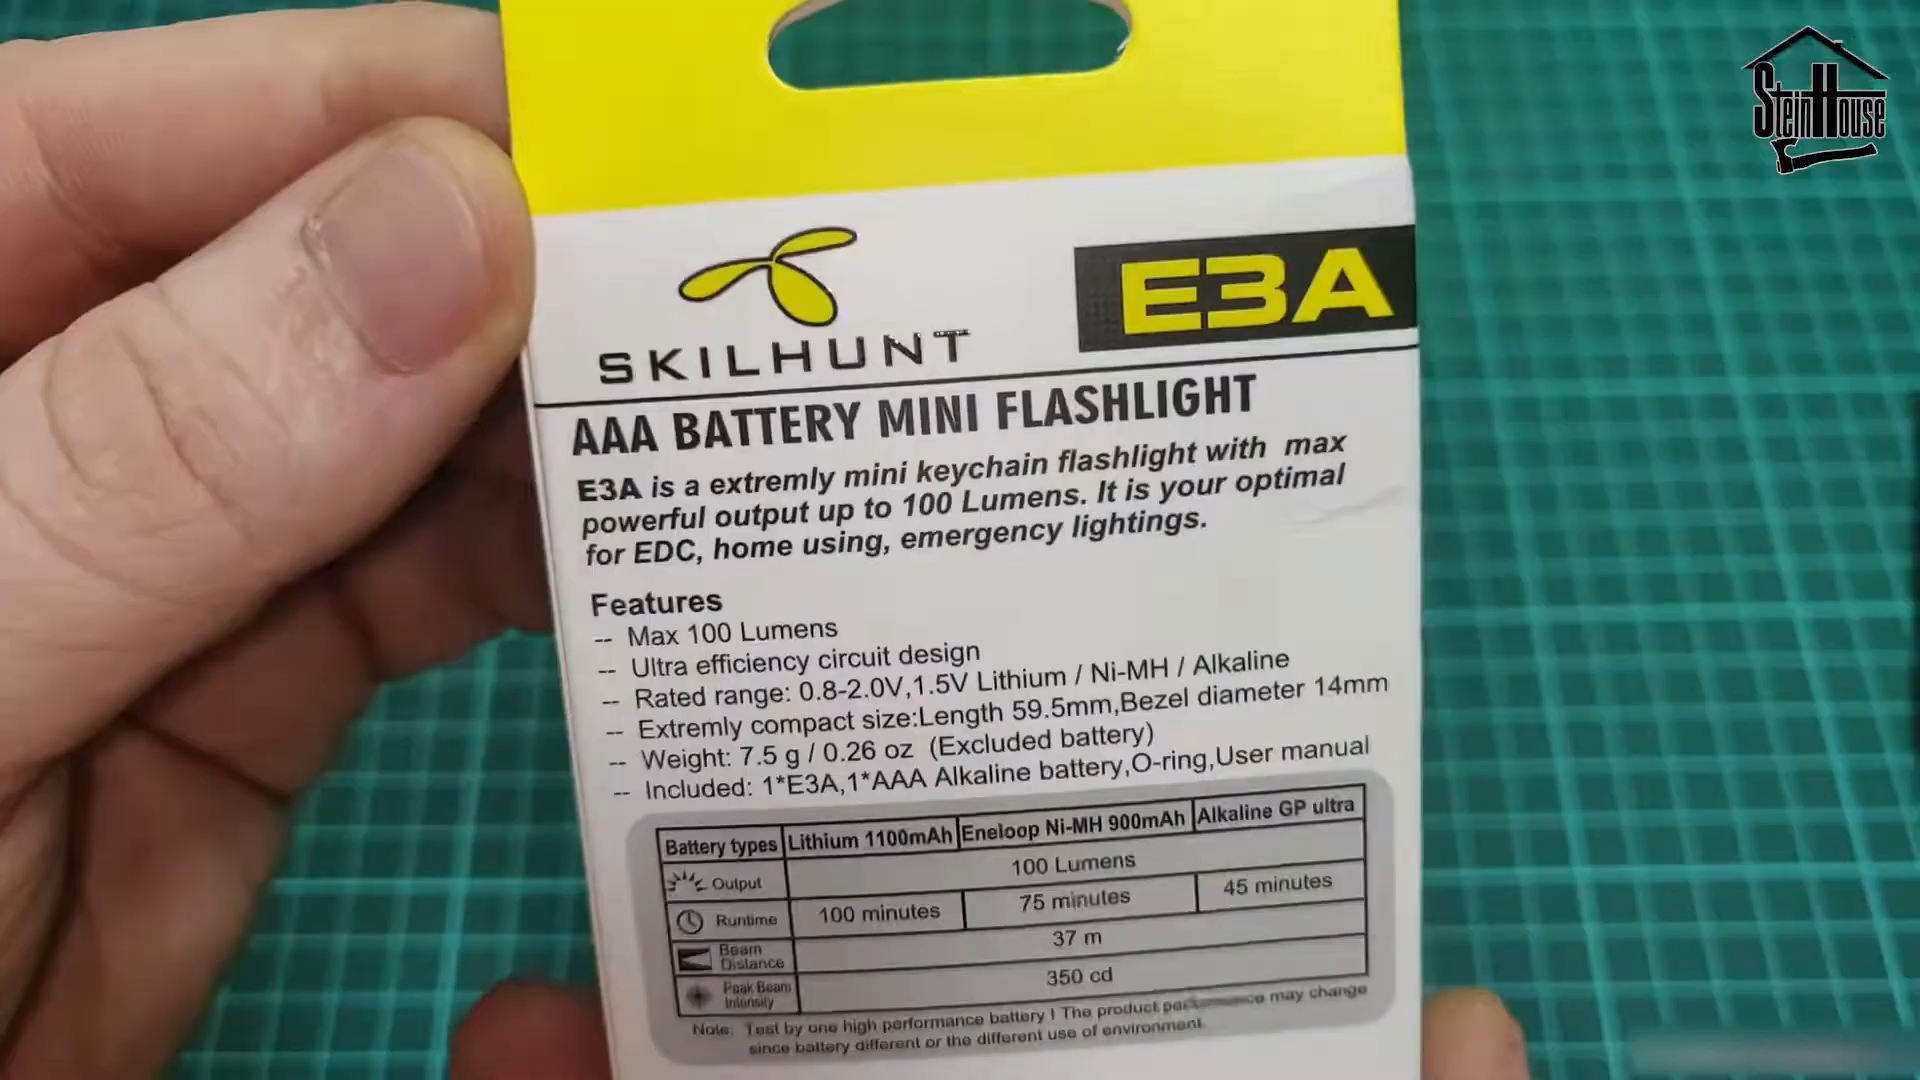 SteinHouse
SKILHUNT
E3A
AAA BATTERY MINI FLASHLIGHT
E3A is a extremly mini keychain flashlight with max
powerful output up to 100 Lumens. It is your optimal
for EDC, home using, emergency lightings.
Features
-- Max 100 Lumens
-- Ultra efficiency circuit design
-- Rated range: 0.8-2.0V,1.5V Lithium / Ni-MH / Alkaline
-- Extremly compact size:Length 59.5mm,Bezel diameter 14mm
-- Weight: 7.5 g / 0.26 oz (Excluded battery)
-- Included: 1*E3A,1*AAA Alkaline battery,O-ring,User manual
Battery types Lithium 1100mAh Eneloop Ni-MH 900mAh Alkaline GP ultra
Output 100 Lumens
Runtime 100 minutes 75 minutes 45 minutes
Beam Distance 37 m
Peak Beam Intensity 350 cd
Note: Test by one high performance battery ! The product performance may change
since battery different or the different use of environment.